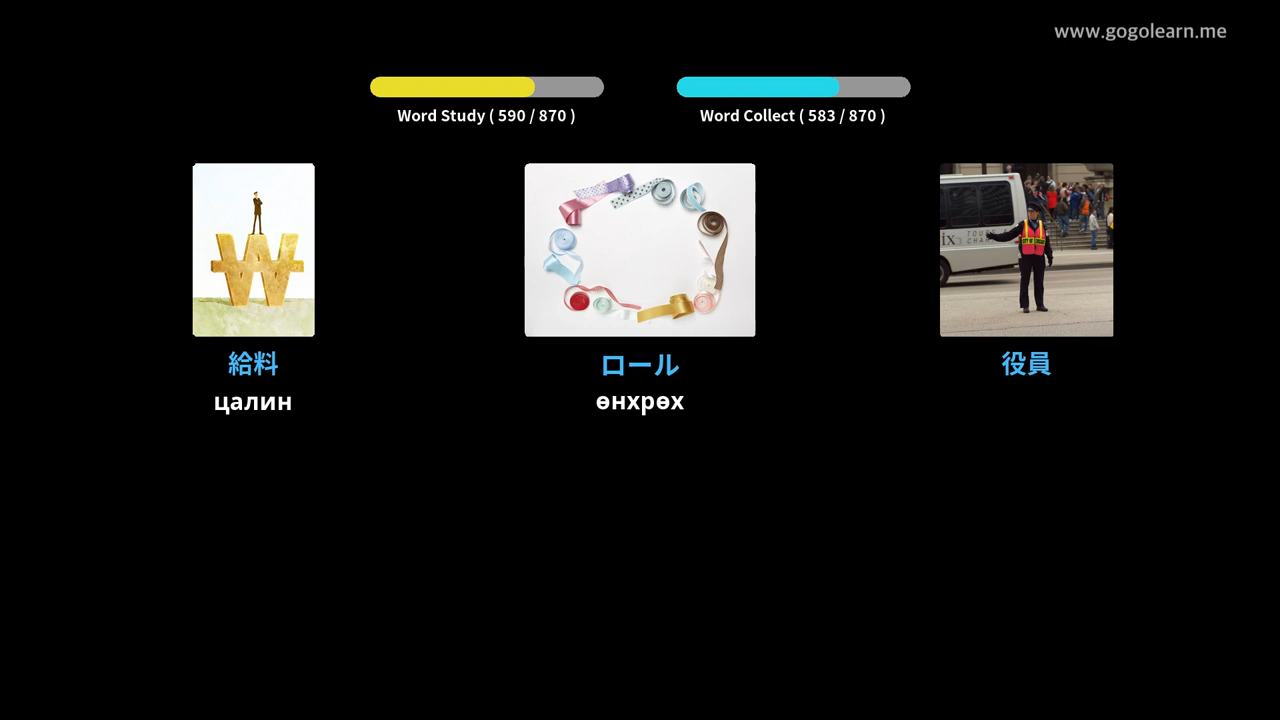 www.gogolearn.me
Word Study ( 590 / 870 )
Word Collect ( 583 / 870 )
給料
ロール
役員
цалин
өнхрөх